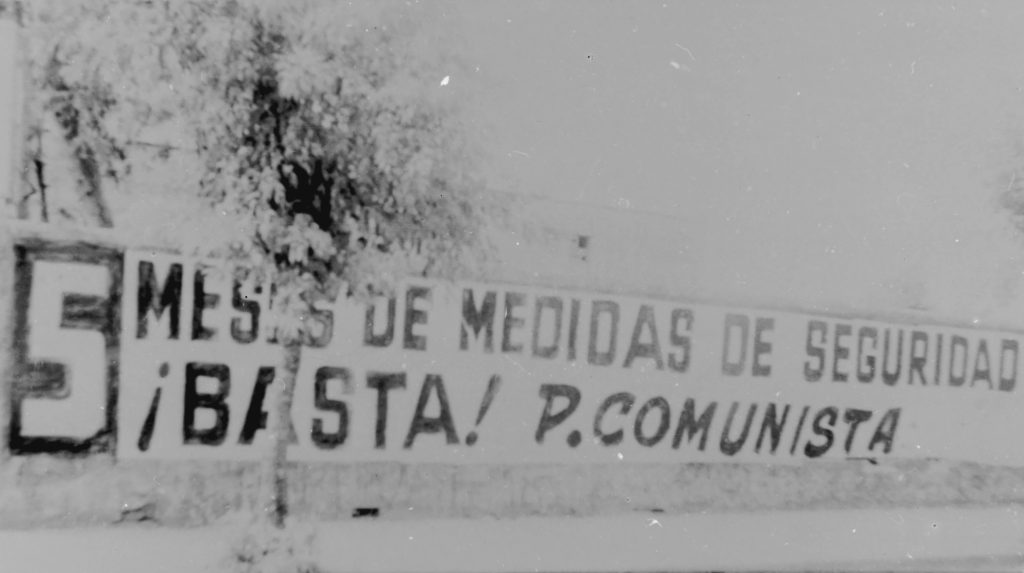 5 MESES DE MEDIDAS DE SEGURIDAD
¡BASTA! P. COMUNISTA